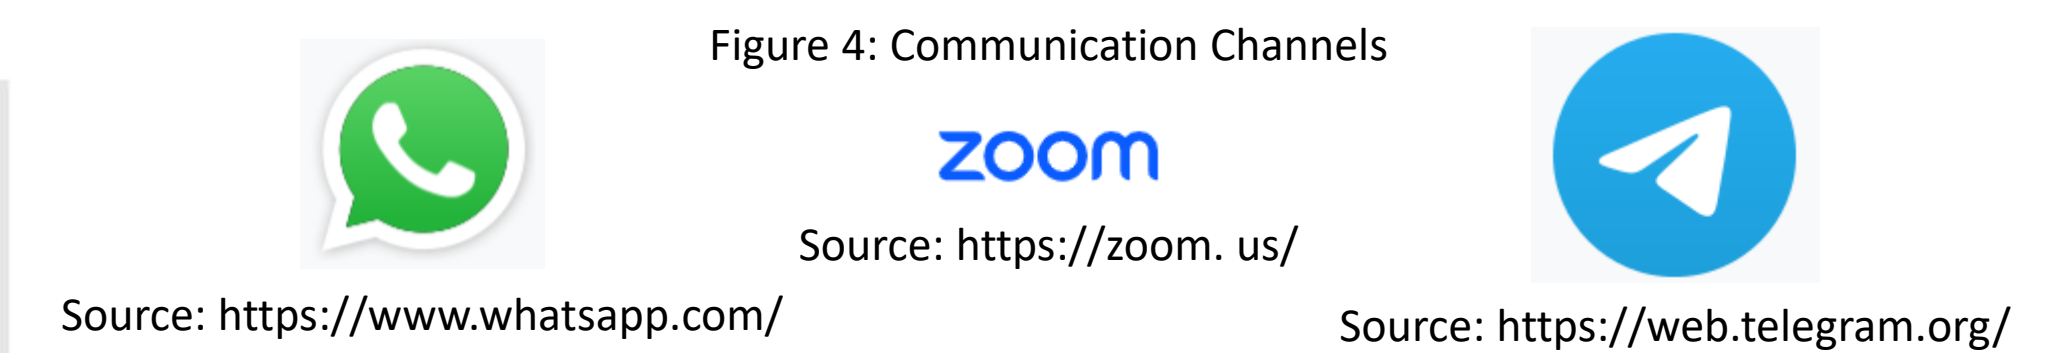 Figure 4: Communication Channels
zoom
Source: https://zoom. us/
Source: https://www.whatsapp.com/
Source: https://web.telegram.org/